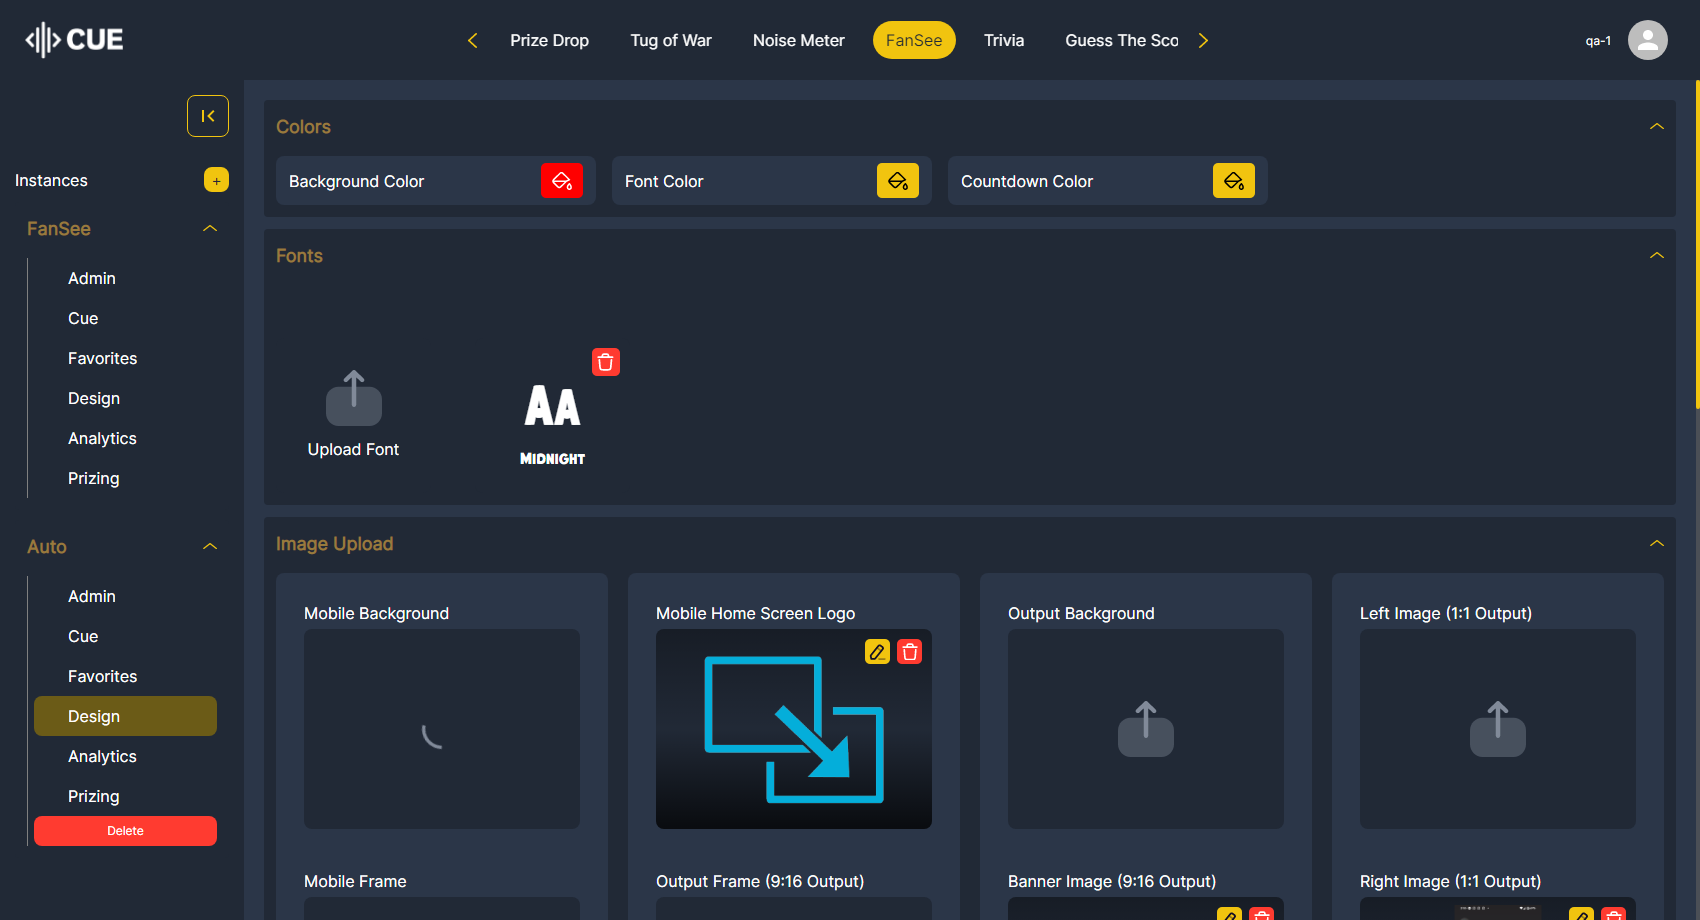 CUE
Prize Drop
Tug of War
Noise Meter
FanSee
Trivia
Guess The Sco
qa-1
Instances
+
FanSee
Admin
Cue
Favorites
Design
Analytics
Prizing
Auto
Admin
Cue
Favorites
Design
Analytics
Prizing
Delete
Colors
Background Color
Font Color
Countdown Color
Fonts
Upload Font
AA
MIDNIGHT
Image Upload
Mobile Background
Mobile Home Screen Logo
Output Background
Left Image (1:1 Output)
Mobile Frame
Output Frame (9:16 Output)
Banner Image (9:16 Output)
Right Image (1:1 Output)